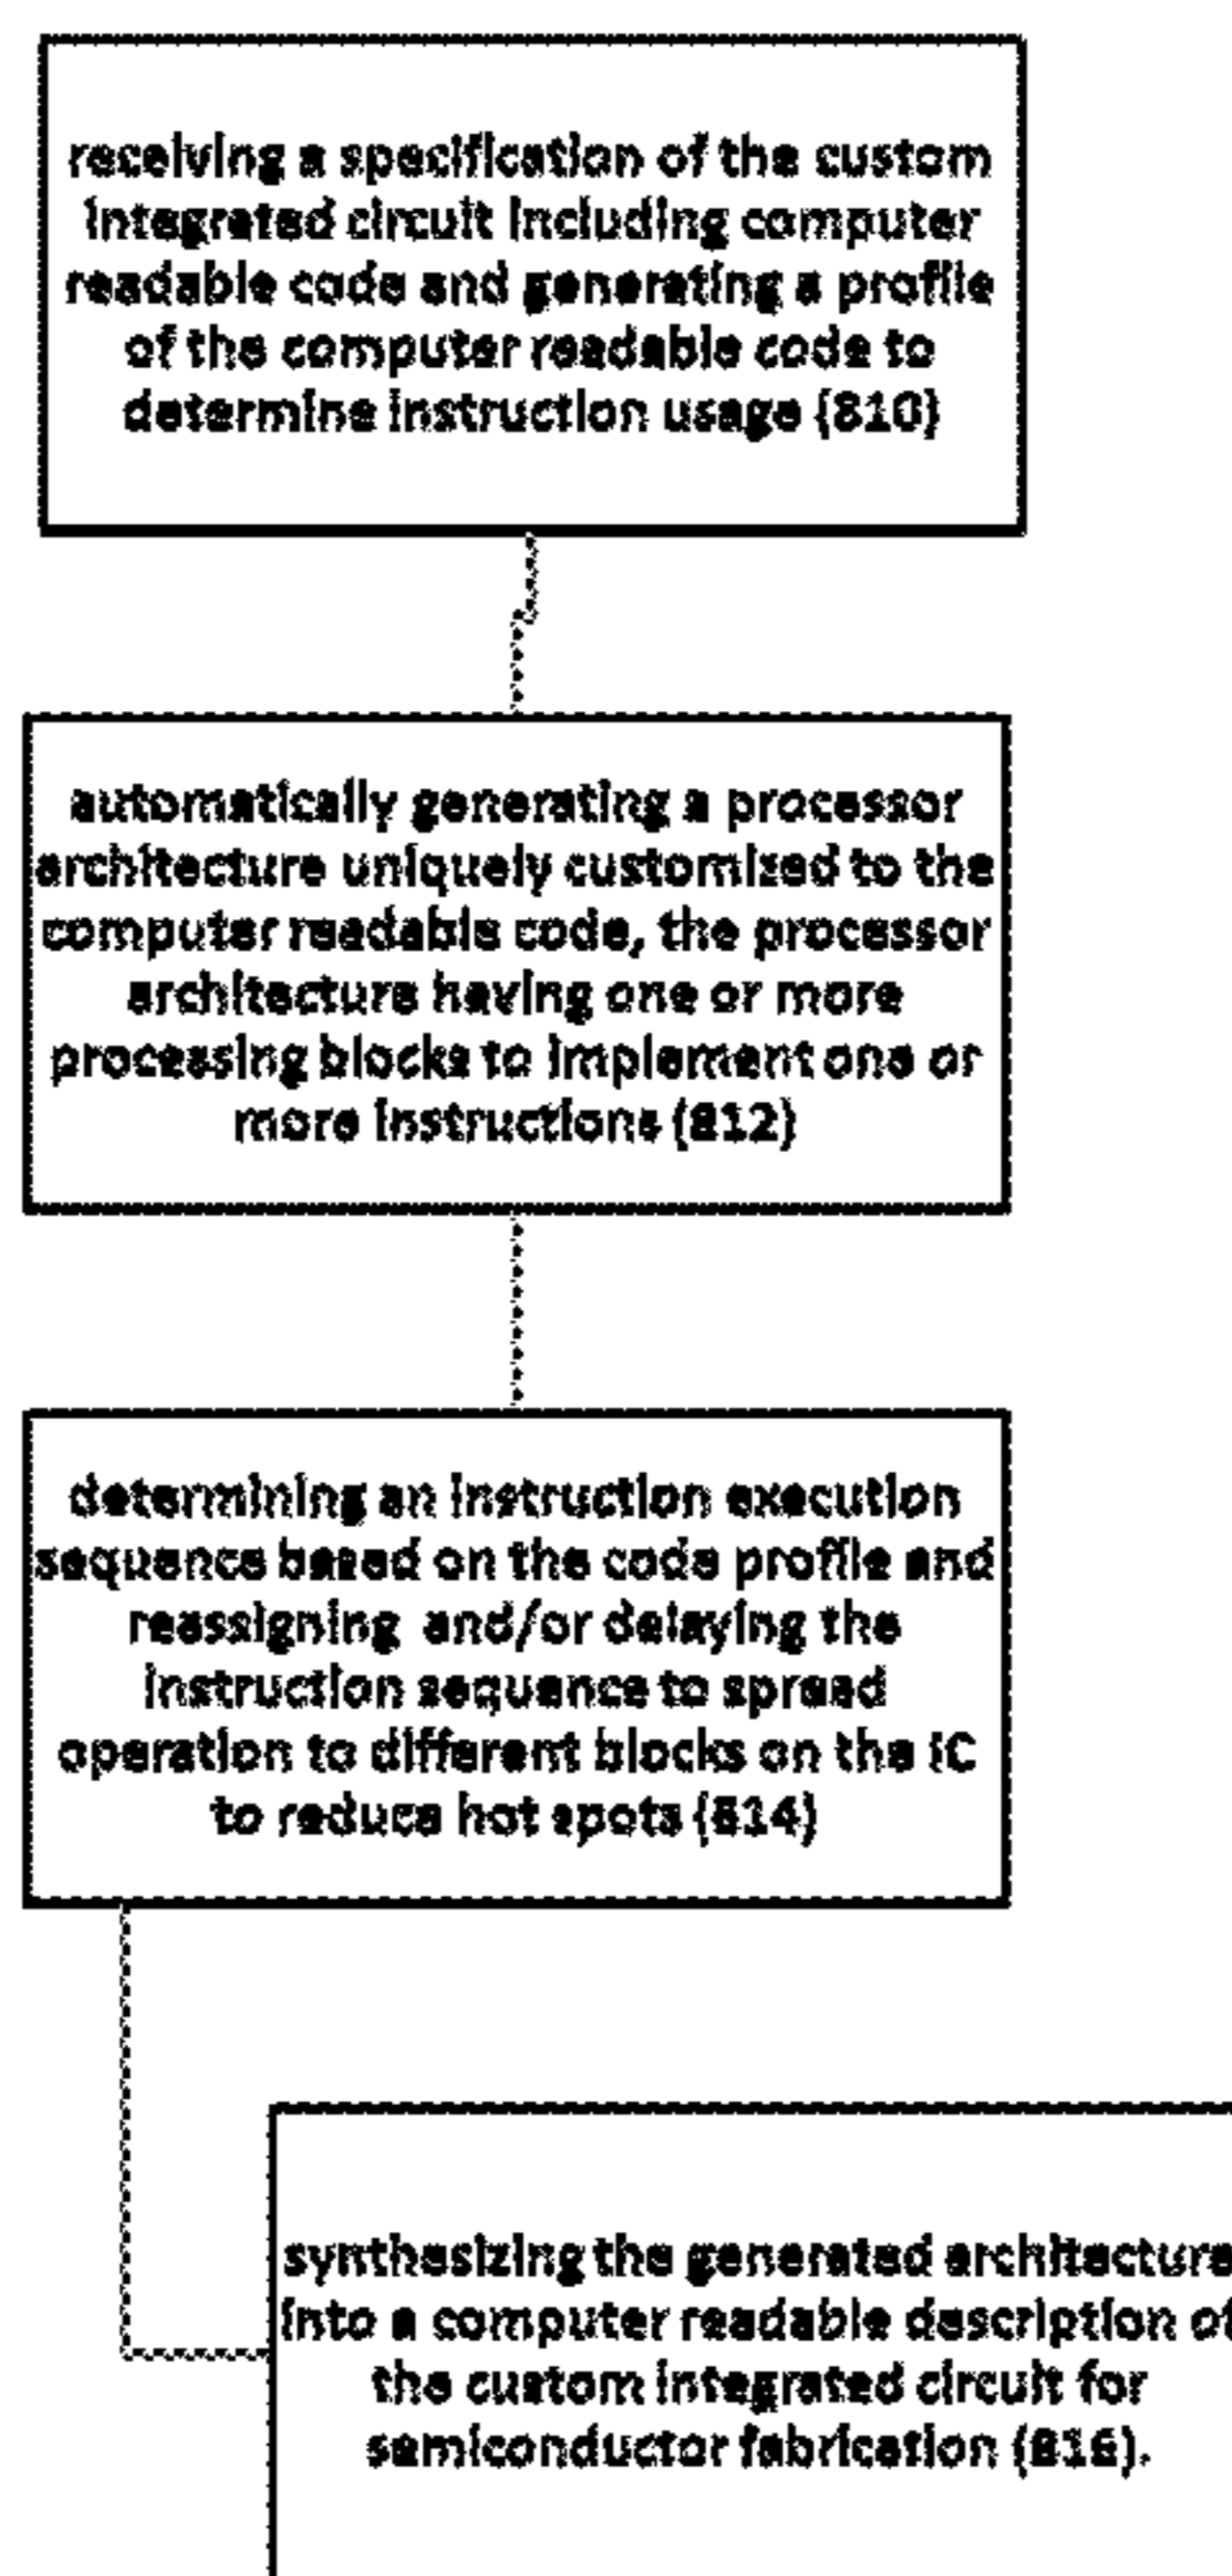 receiving a specification of the custom
integrated circuit including computer
readable code and generating a profile
of the computer readable code to
determine instruction usage (810)
automatically generating a processor
architecture uniquely customized to the
computer readable code, the processor
architecture having one or more
processing blocks to implement one or
more instructions (812)
determining an instruction execution
sequence based on the code profile and
reassigning and/or delaying the
instruction sequence to spread
operation to different blocks on the IC
to reduce hot spots (814)
synthesizing the generated architecture
into a computer readable description of
the custom integrated circuit for
semiconductor fabrication (816).